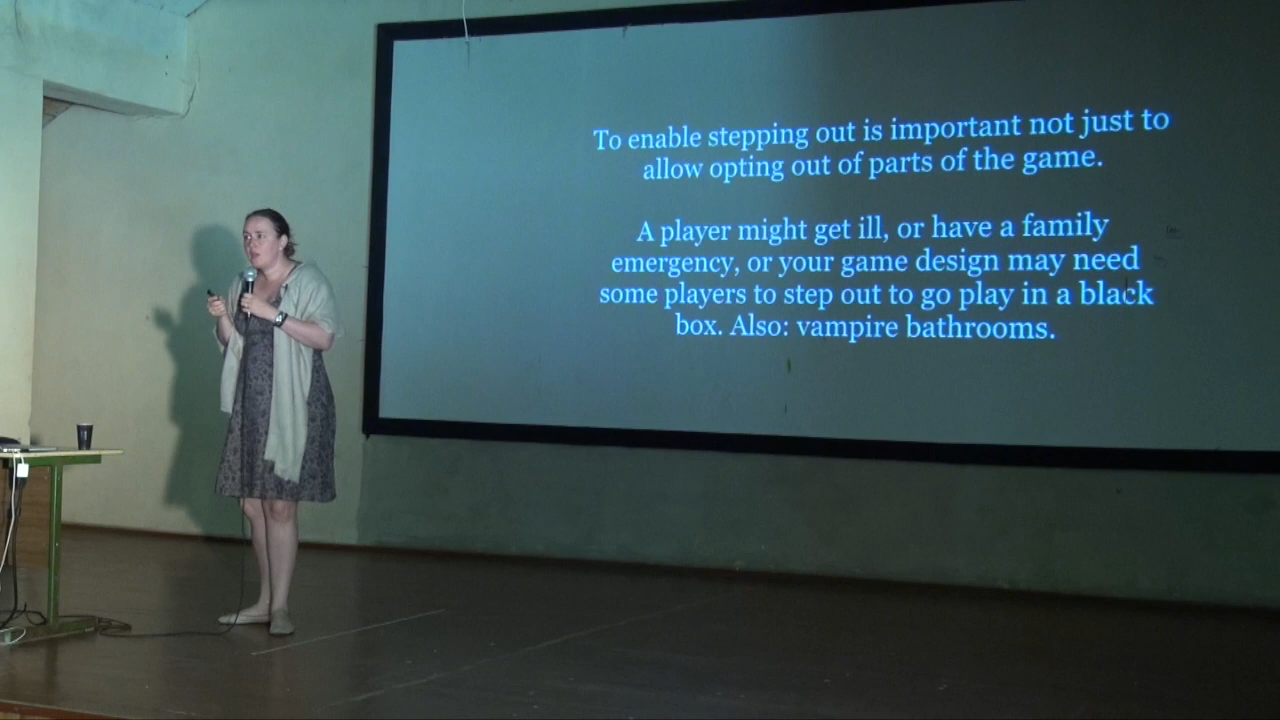 To enable stepping out is important not just to
allow opting out of parts of the game.
A player might get ill, or have a family
emergency, or your game design may need
some players to step out to go play in a black
box. Also: vampire bathrooms.